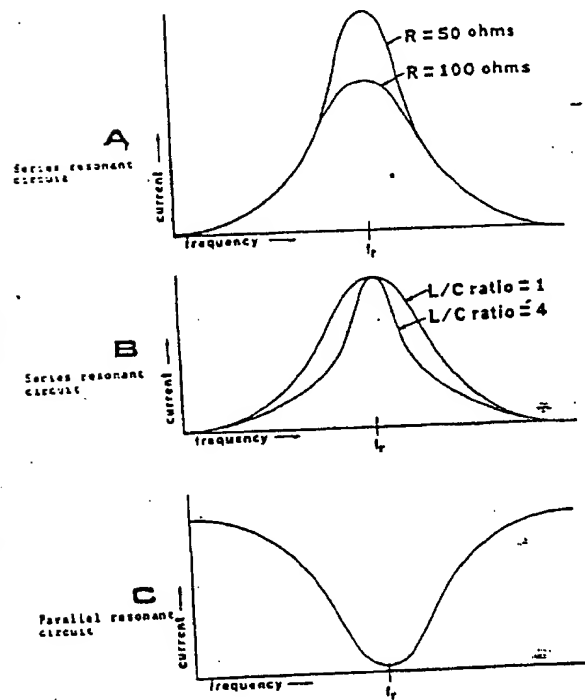 R = 50 ohms
R = 100 ohms
A
Series resonant
circuit
current
frequency
fr
L/C ratio = 1
L/C ratio = 4
B
Series resonant
circuit
current
frequency
fr
C
Parallel resonant
circuit
current
frequency
fr